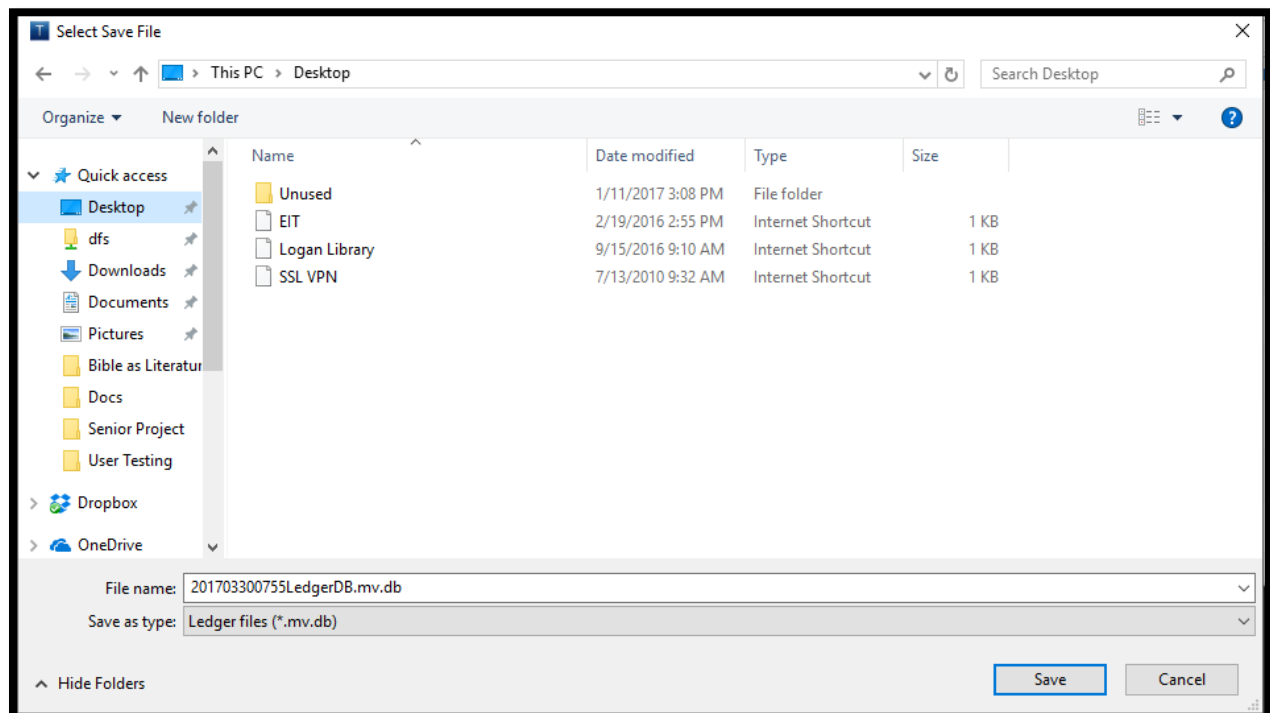 T Select Save File
This PC > Desktop
Search Desktop
Organize New folder
Name Date modified Type Size
Quick access
Desktop
dfs
Downloads
Documents
Pictures
Bible as Literatur
Docs
Senior Project
User Testing
Dropbox
OneDrive
Unused 1/11/2017 3:08 PM File folder
EIT 2/19/2016 2:55 PM Internet Shortcut 1 KB
Logan Library 9/15/2016 9:10 AM Internet Shortcut 1 KB
SSL VPN 7/13/2010 9:32 AM Internet Shortcut 1 KB
File name: 201703300755LedgerDB.mv.db
Save as type: Ledger files (*.mv.db)
Hide Folders
Save Cancel